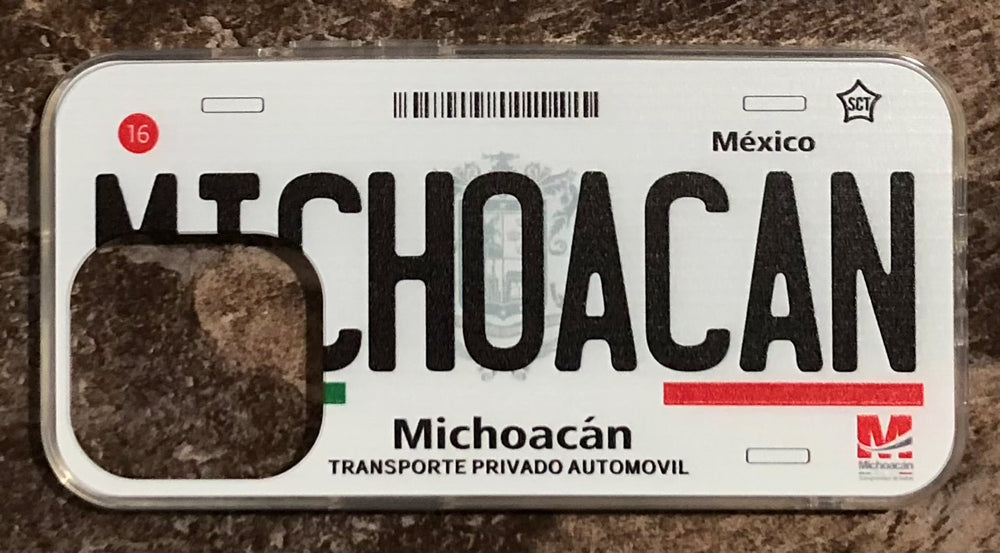 16
SCT
México
MICHOACAN
Michoacán
TRANSPORTE PRIVADO AUTOMOVIL
M
Michoacán